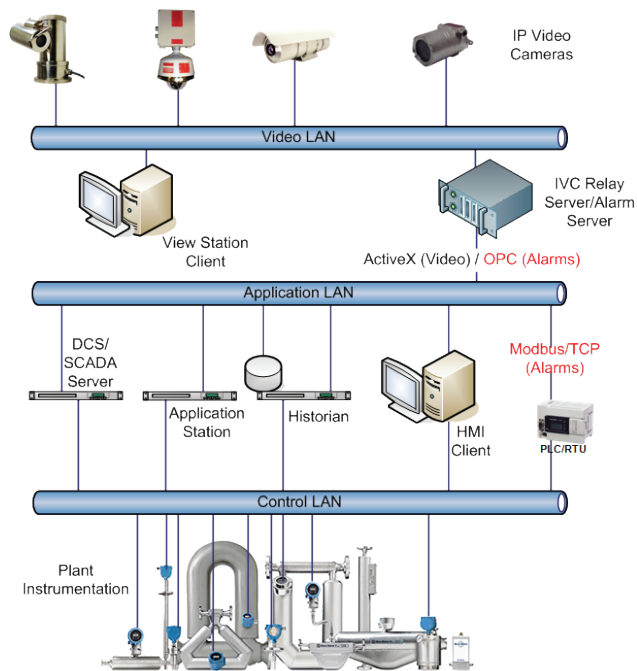 IP Video
Cameras
Video LAN
View Station
Client
IVC Relay
Server/Alarm
Server
ActiveX (Video) / OPC (Alarms)
Application LAN
DCS/
SCADA
Server
Application
Station
Historian
HMI
Client
Modbus/TCP
(Alarms)
PLC/RTU
Control LAN
Plant
Instrumentation